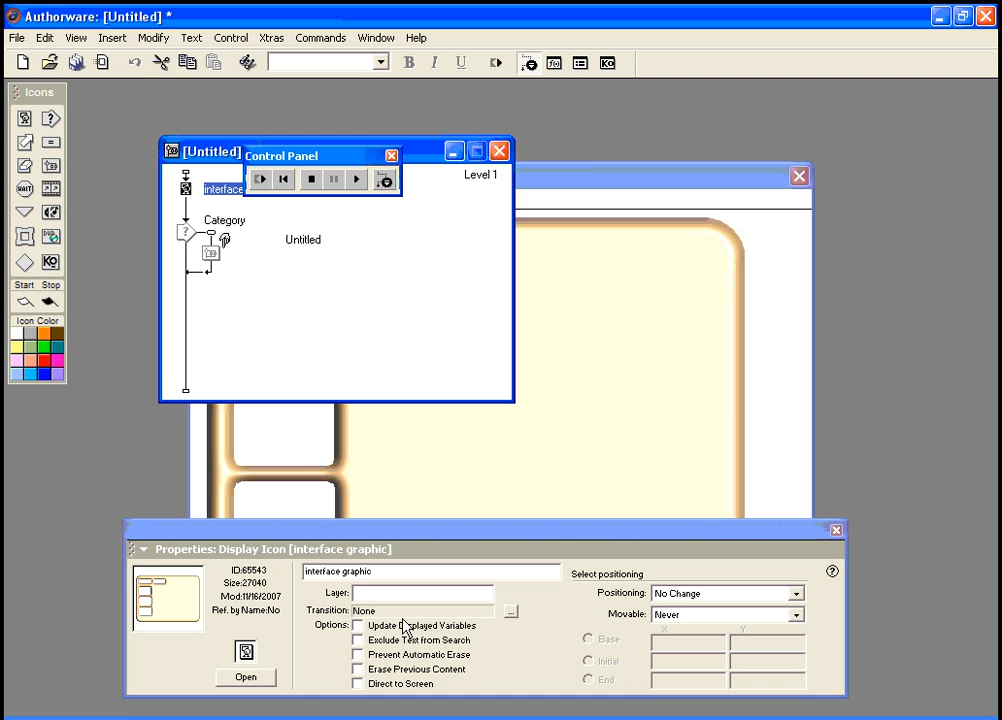 Authorware: [Untitled] *
File Edit View Insert Modify Text Control Xtras Commands Window Help
B I U
Icons
[Untitled]
Control Panel
Level 1
interface
Category
Untitled
WAIT
DVD
KO
Start Stop
Icon Color
Properties: Display Icon [interface graphic]
ID:65543
Size:27040
Mod:11/16/2007
Ref. by Name:No
Open
interface graphic
Layer:
Transition: None ...
Options: Update Displayed Variables
Exclude Text from Search
Prevent Automatic Erase
Erase Previous Content
Direct to Screen
Select positioning
Positioning: No Change
Movable: Never
X Y
Base
Initial
End